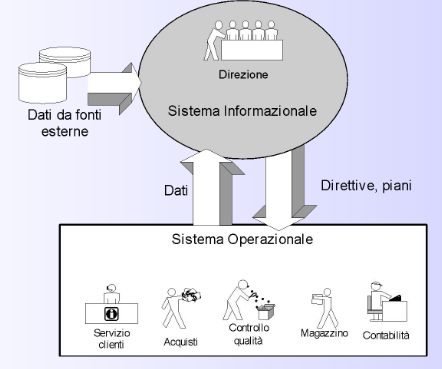 Direzione
Sistema Informazionale
Dati da fonti
esterne
Dati
Direttive, piani
Sistema Operazionale
Servizio
clienti
Acquisti
Controllo
qualità
Magazzino
Contabilità